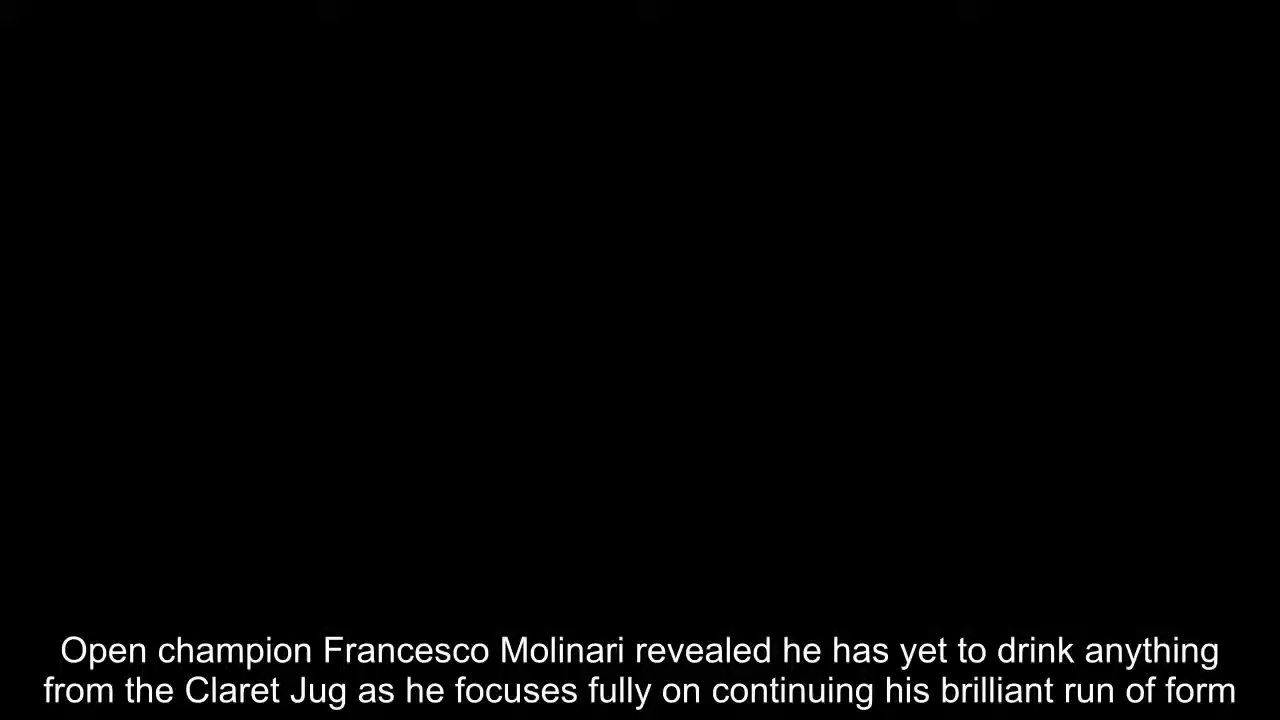 Open champion Francesco Molinari revealed he has yet to drink anything
from the Claret Jug as he focuses fully on continuing his brilliant run of form